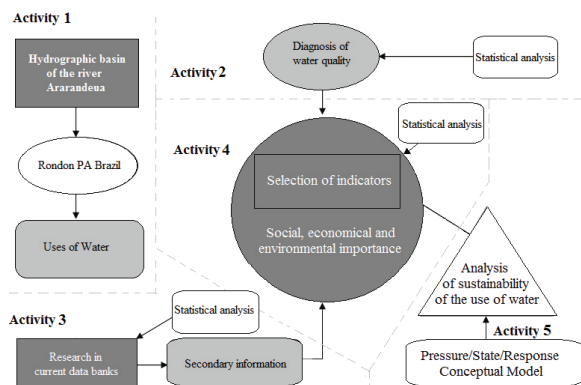 Activity 1
Hydrographic basin
of the river
Ararandeua
Rondon PA Brazil
Uses of Water
Activity 2
Diagnosis of
water quality
Statistical analysis
Activity 4
Statistical analysis
Selection of indicators
Social, economical and
environmental importance
Activity 3
Statistical analysis
Research in
current data banks
Secondary information
Analysis
of sustainability
of the use of water
Activity 5
Pressure/State/Response
Conceptual Model